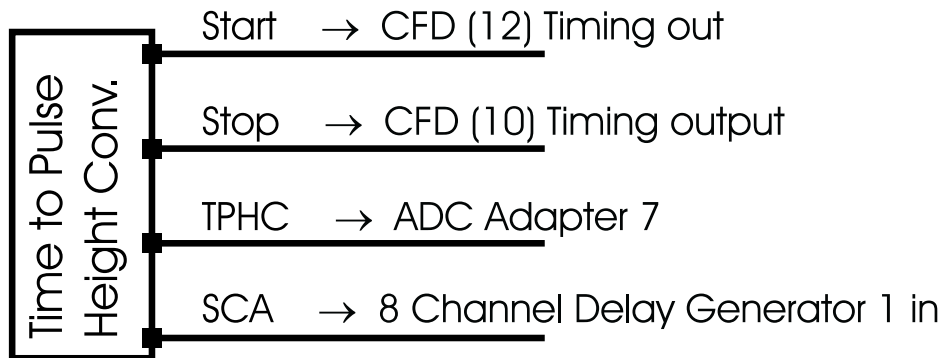 Time to Pulse
Height Conv.
Start → CFD (12) Timing out
Stop → CFD (10) Timing output
TPHC → ADC Adapter 7
SCA → 8 Channel Delay Generator 1 in